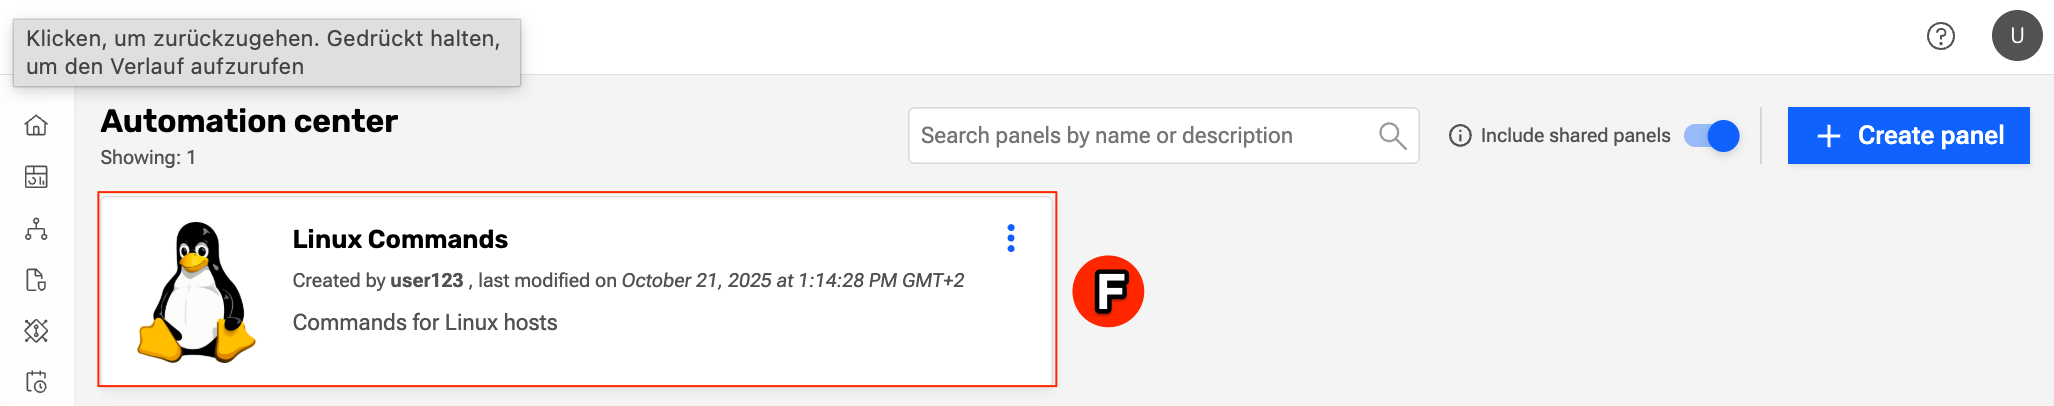 Klicken, um zurückzugehen. Gedrückt halten,
um den Verlauf aufzurufen
U
Automation center
Showing: 1
Search panels by name or description
Include shared panels
Create panel
Linux Commands
Created by user123 , last modified on October 21, 2025 at 1:14:28 PM GMT+2
Commands for Linux hosts
F